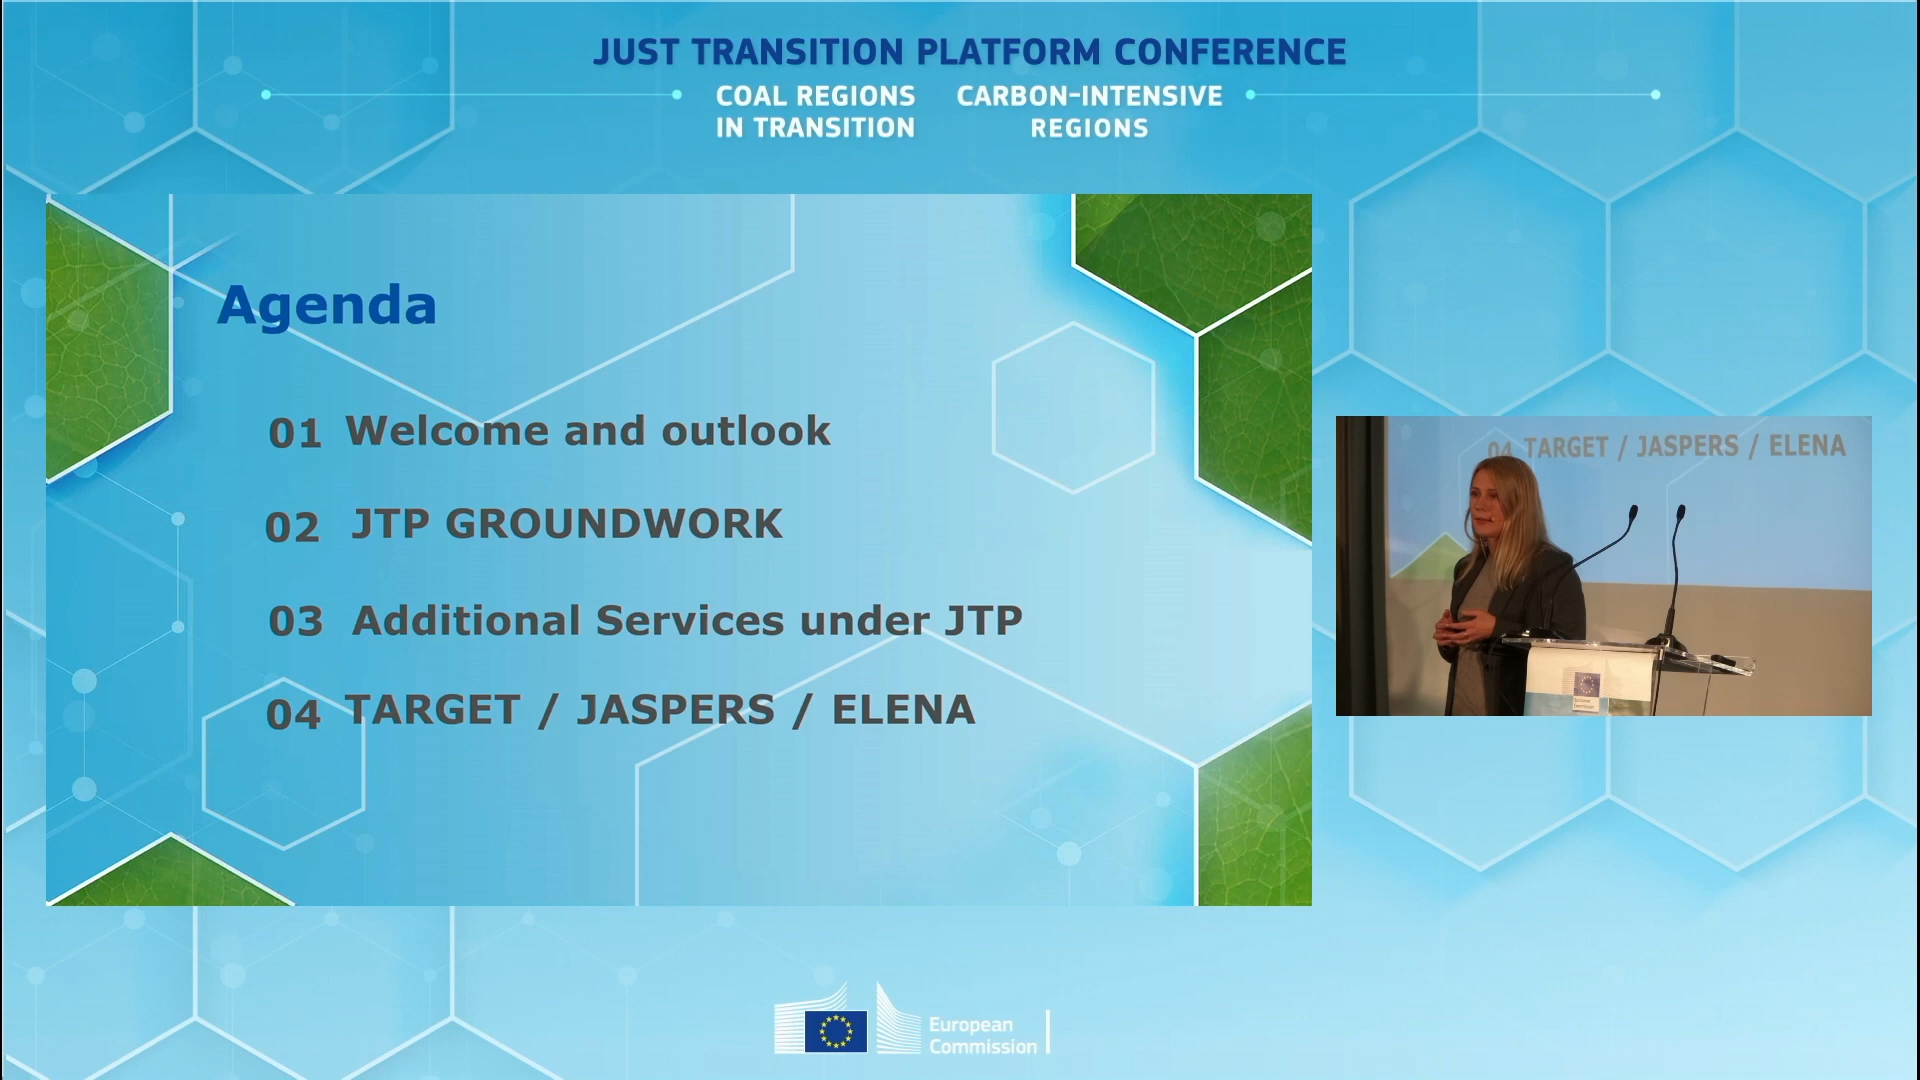 JUST TRANSITION PLATFORM CONFERENCE
COAL REGIONS
IN TRANSITION
CARBON-INTENSIVE
REGIONS
Agenda
01 Welcome and outlook
02 JTP GROUNDWORK
03 Additional Services under JTP
04 TARGET / JASPERS / ELENA
04 TARGET / JASPERS / ELENA
European
Commission